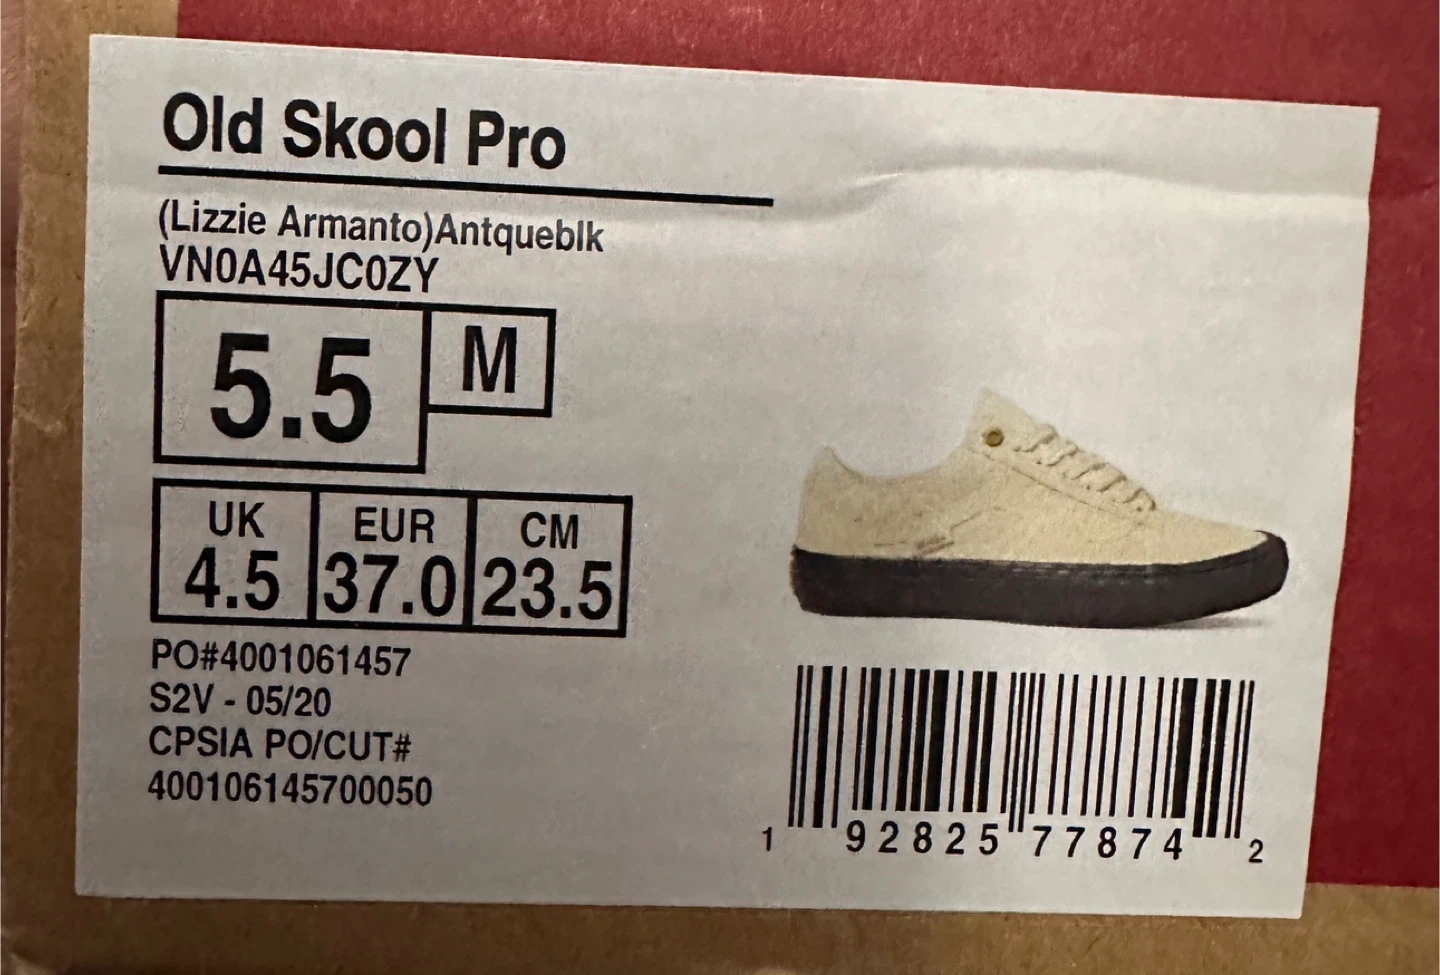 Old Skool Pro
(Lizzie Armanto)Antqueblk
VN0A45JC0ZY
5.5 M
UK EUR CM
4.5 37.0 23.5
PO#4001061457
S2V - 05/20
CPSIA PO/CUT#
400106145700050
1 92825 77874 2